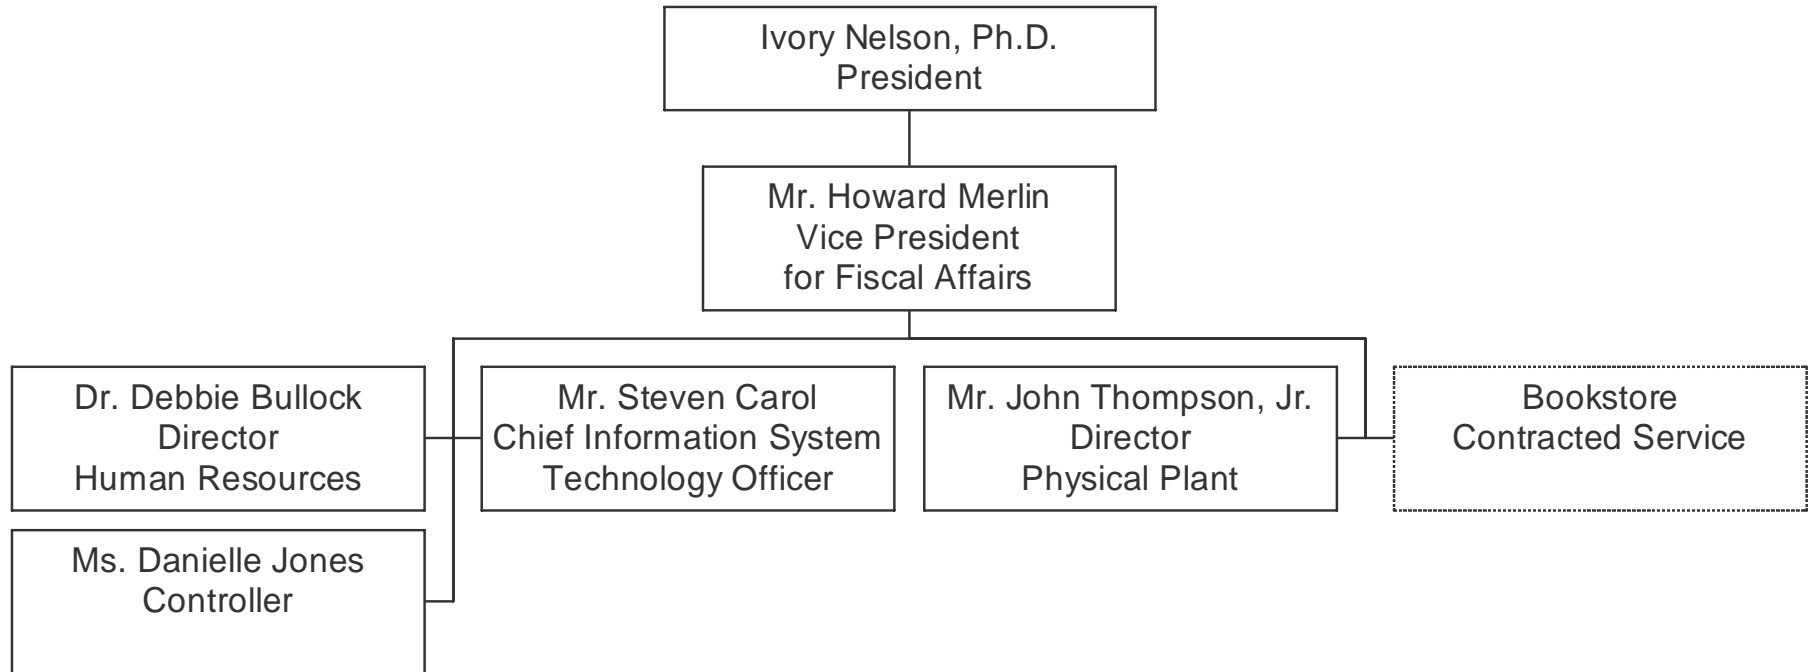 Ivory Nelson, Ph.D.
President
Mr. Howard Merlin
Vice President
for Fiscal Affairs
Dr. Debbie Bullock
Director
Human Resources
Mr. Steven Carol
Chief Information System
Technology Officer
Mr. John Thompson, Jr.
Director
Physical Plant
Bookstore
Contracted Service
Ms. Danielle Jones
Controller